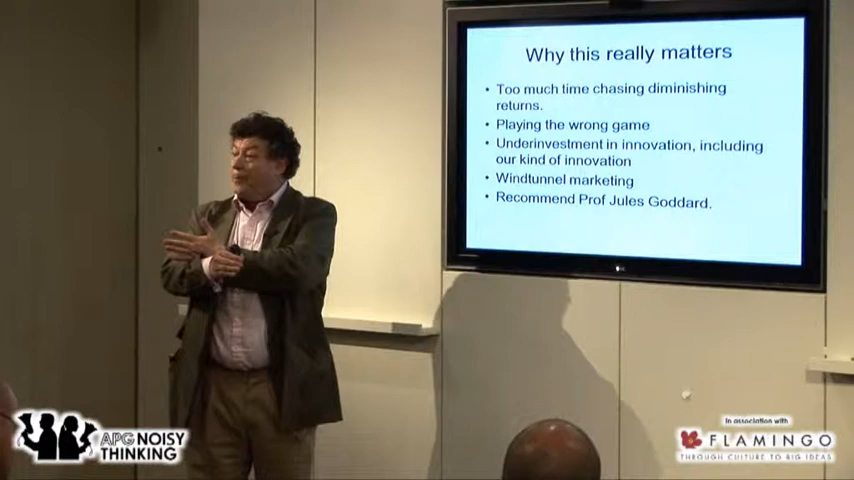 Why this really matters
• Too much time chasing diminishing
returns.
• Playing the wrong game
• Underinvestment in innovation, including
our kind of innovation
• Windtunnel marketing
• Recommend Prof Jules Goddard.
APG NOISY
THINKING
In association with
FLAMINGO
THROUGH CULTURE TO BIG IDEAS